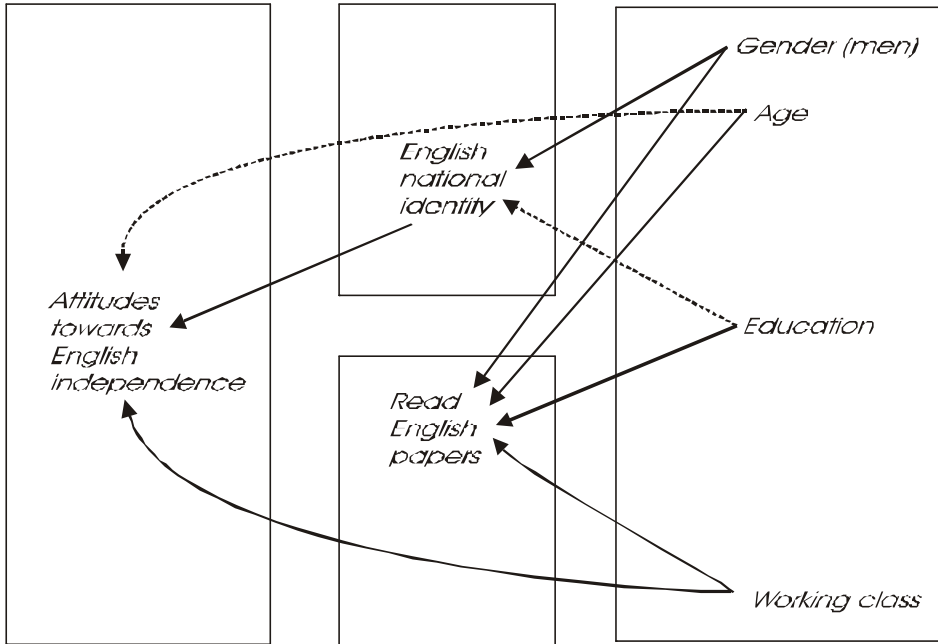 Gender (men)
Age
English
national
identity
Attitudes
towards
English
independence
Education
Read
English
papers
Working class